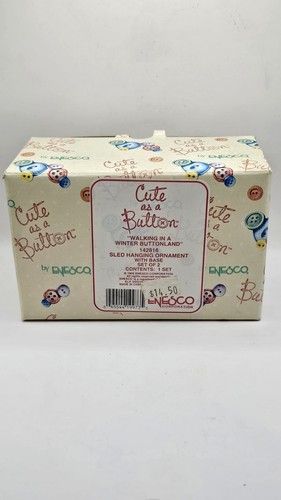 Cute
as a
Button
by ENESCO
Cute
as a
Button
"WALKING IN A
WINTER BUTTONLAND"
142816
SLED HANGING ORNAMENT
WITH BASE
SET OF 2
CONTENTS: 1 SET
$14.50
ENESCO
CORPORATION
ENESCO